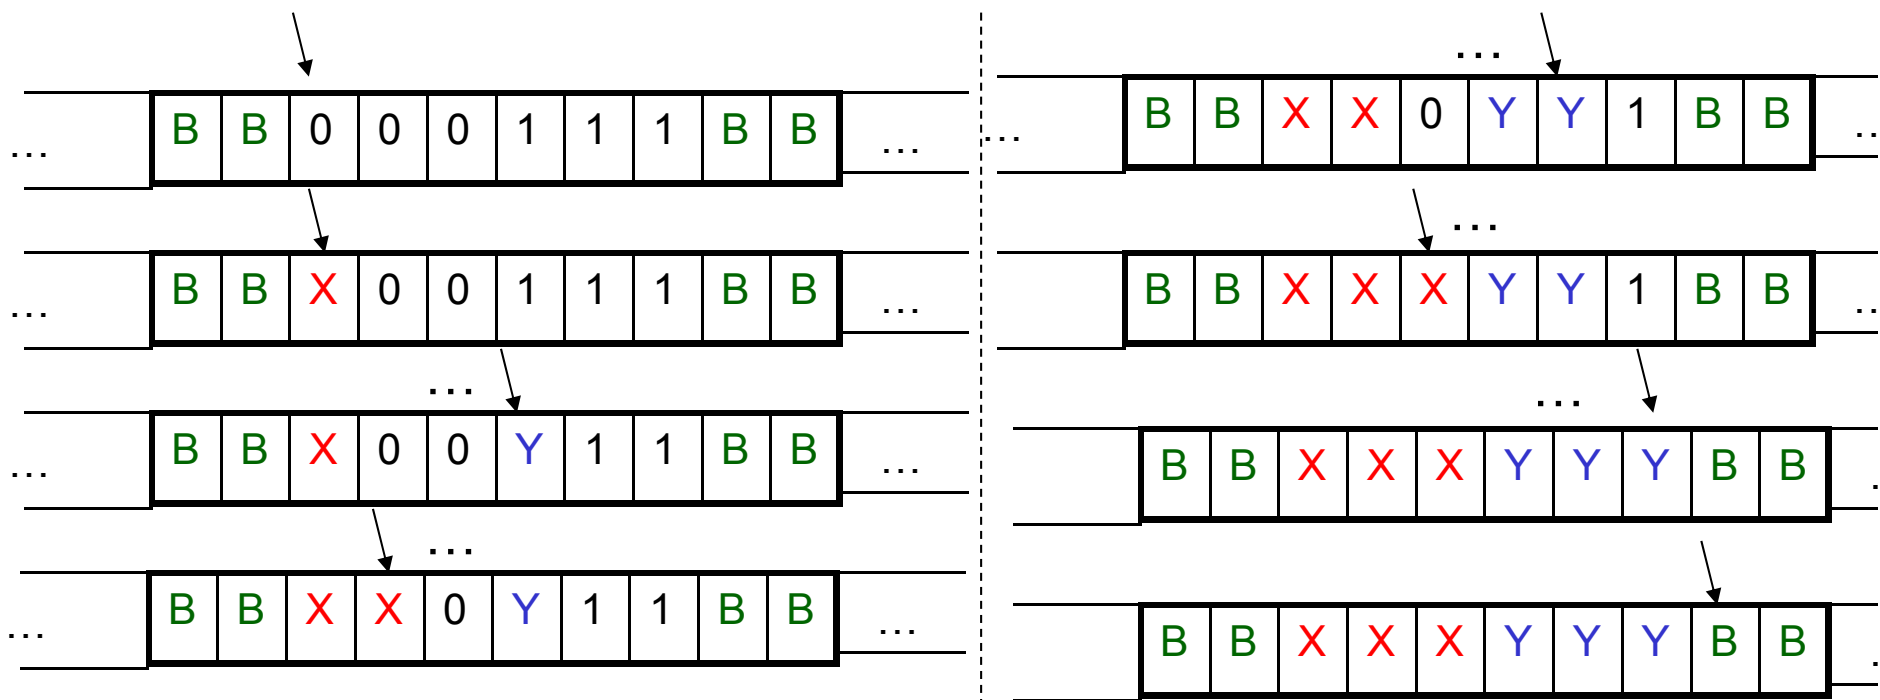 ... B B 0 0 0 1 1 1 B B ...
... B B X 0 0 1 1 1 B B ...
...
... B B X 0 0 Y 1 1 B B ...
...
... B B X X 0 Y 1 1 B B ...
...
... B B X X 0 Y Y 1 B B ..
...
B B X X X Y Y 1 B B ..
...
B B X X X Y Y Y B B .
B B X X X Y Y Y B B .